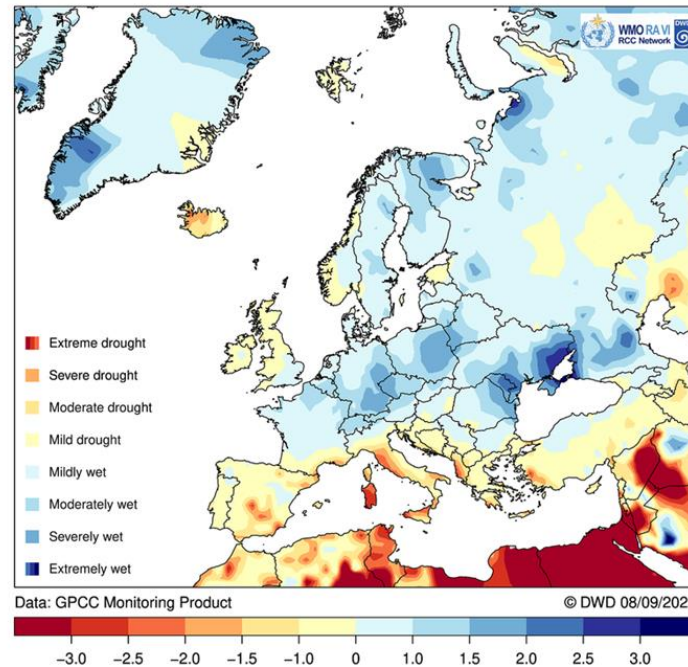 WMO RA VI
RCC Network
DWD
Extreme drought
Severe drought
Moderate drought
Mild drought
Mildly wet
Moderately wet
Severely wet
Extremely wet
Data: GPCC Monitoring Product
© DWD 08/09/202
−3.0 −2.5 −2.0 −1.5 −1.0 0 1.0 1.5 2.0 2.5 3.0